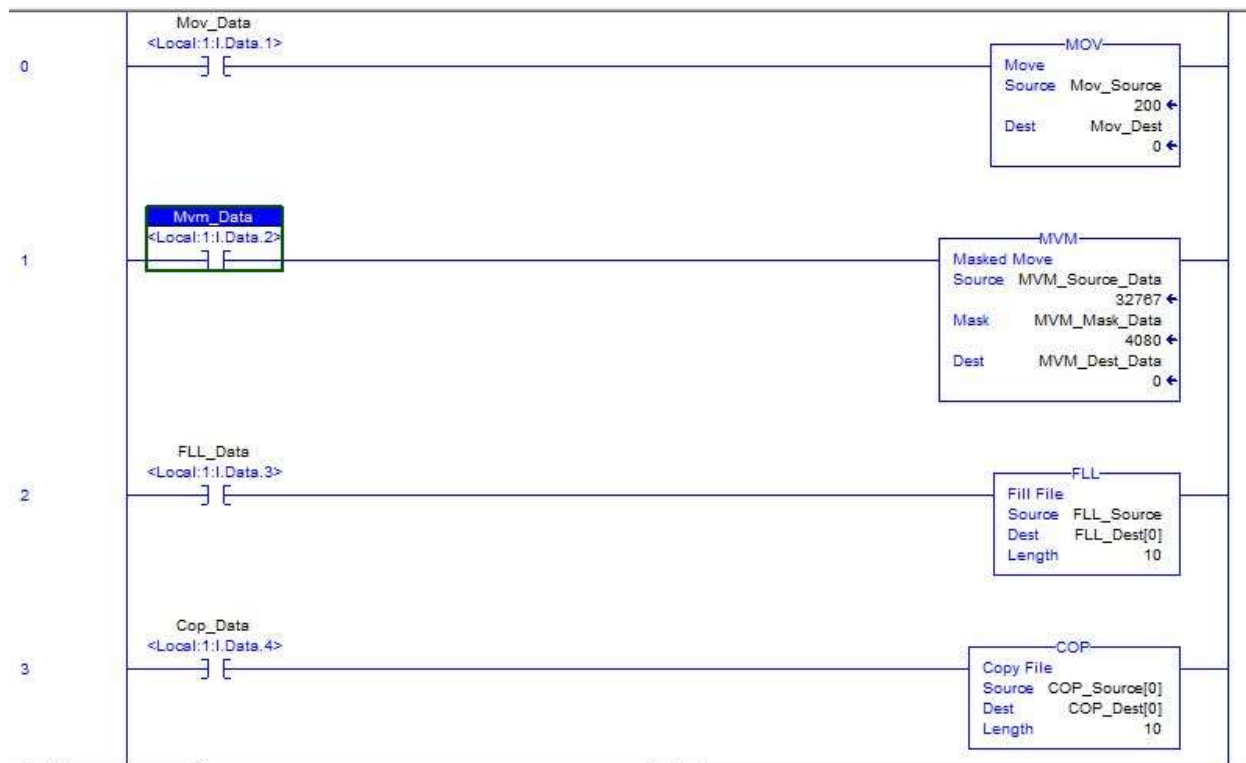 Mov_Data
<Local:1:I.Data.1>
0
MOV
Move
Source Mov_Source
200
Dest Mov_Dest
0
Mvm_Data
<Local:1:I.Data.2>
1
MVM
Masked Move
Source MVM_Source_Data
32767
Mask MVM_Mask_Data
4080
Dest MVM_Dest_Data
0
FLL_Data
<Local:1:I.Data.3>
2
FLL
Fill File
Source FLL_Source
Dest FLL_Dest[0]
Length 10
Cop_Data
<Local:1:I.Data.4>
3
COP
Copy File
Source COP_Source[0]
Dest COP_Dest[0]
Length 10